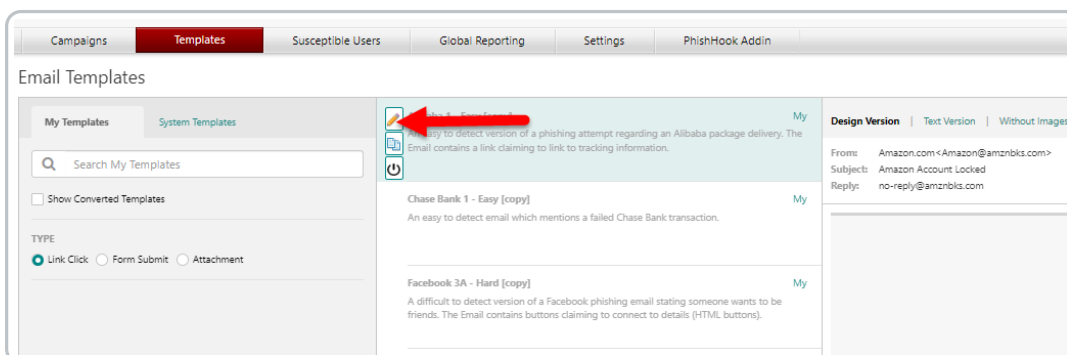 Campaigns Templates Susceptible Users Global Reporting Settings PhishHook Addin
Email Templates
My Templates System Templates
Search My Templates
Show Converted Templates
TYPE
Link Click Form Submit Attachment
My
An easy to detect version of a phishing attempt regarding an Alibaba package delivery. The
Email contains a link claiming to link to tracking information.
Chase Bank 1 - Easy [copy] My
An easy to detect email which mentions a failed Chase Bank transaction.
Facebook 3A - Hard [copy] My
A difficult to detect version of a Facebook phishing email stating someone wants to be
friends. The Email contains buttons claiming to connect to details (HTML buttons).
Design Version | Text Version | Without Images
From: Amazon.com<Amazon@amznbks.com>
Subject: Amazon Account Locked
Reply: no-reply@amznbks.com